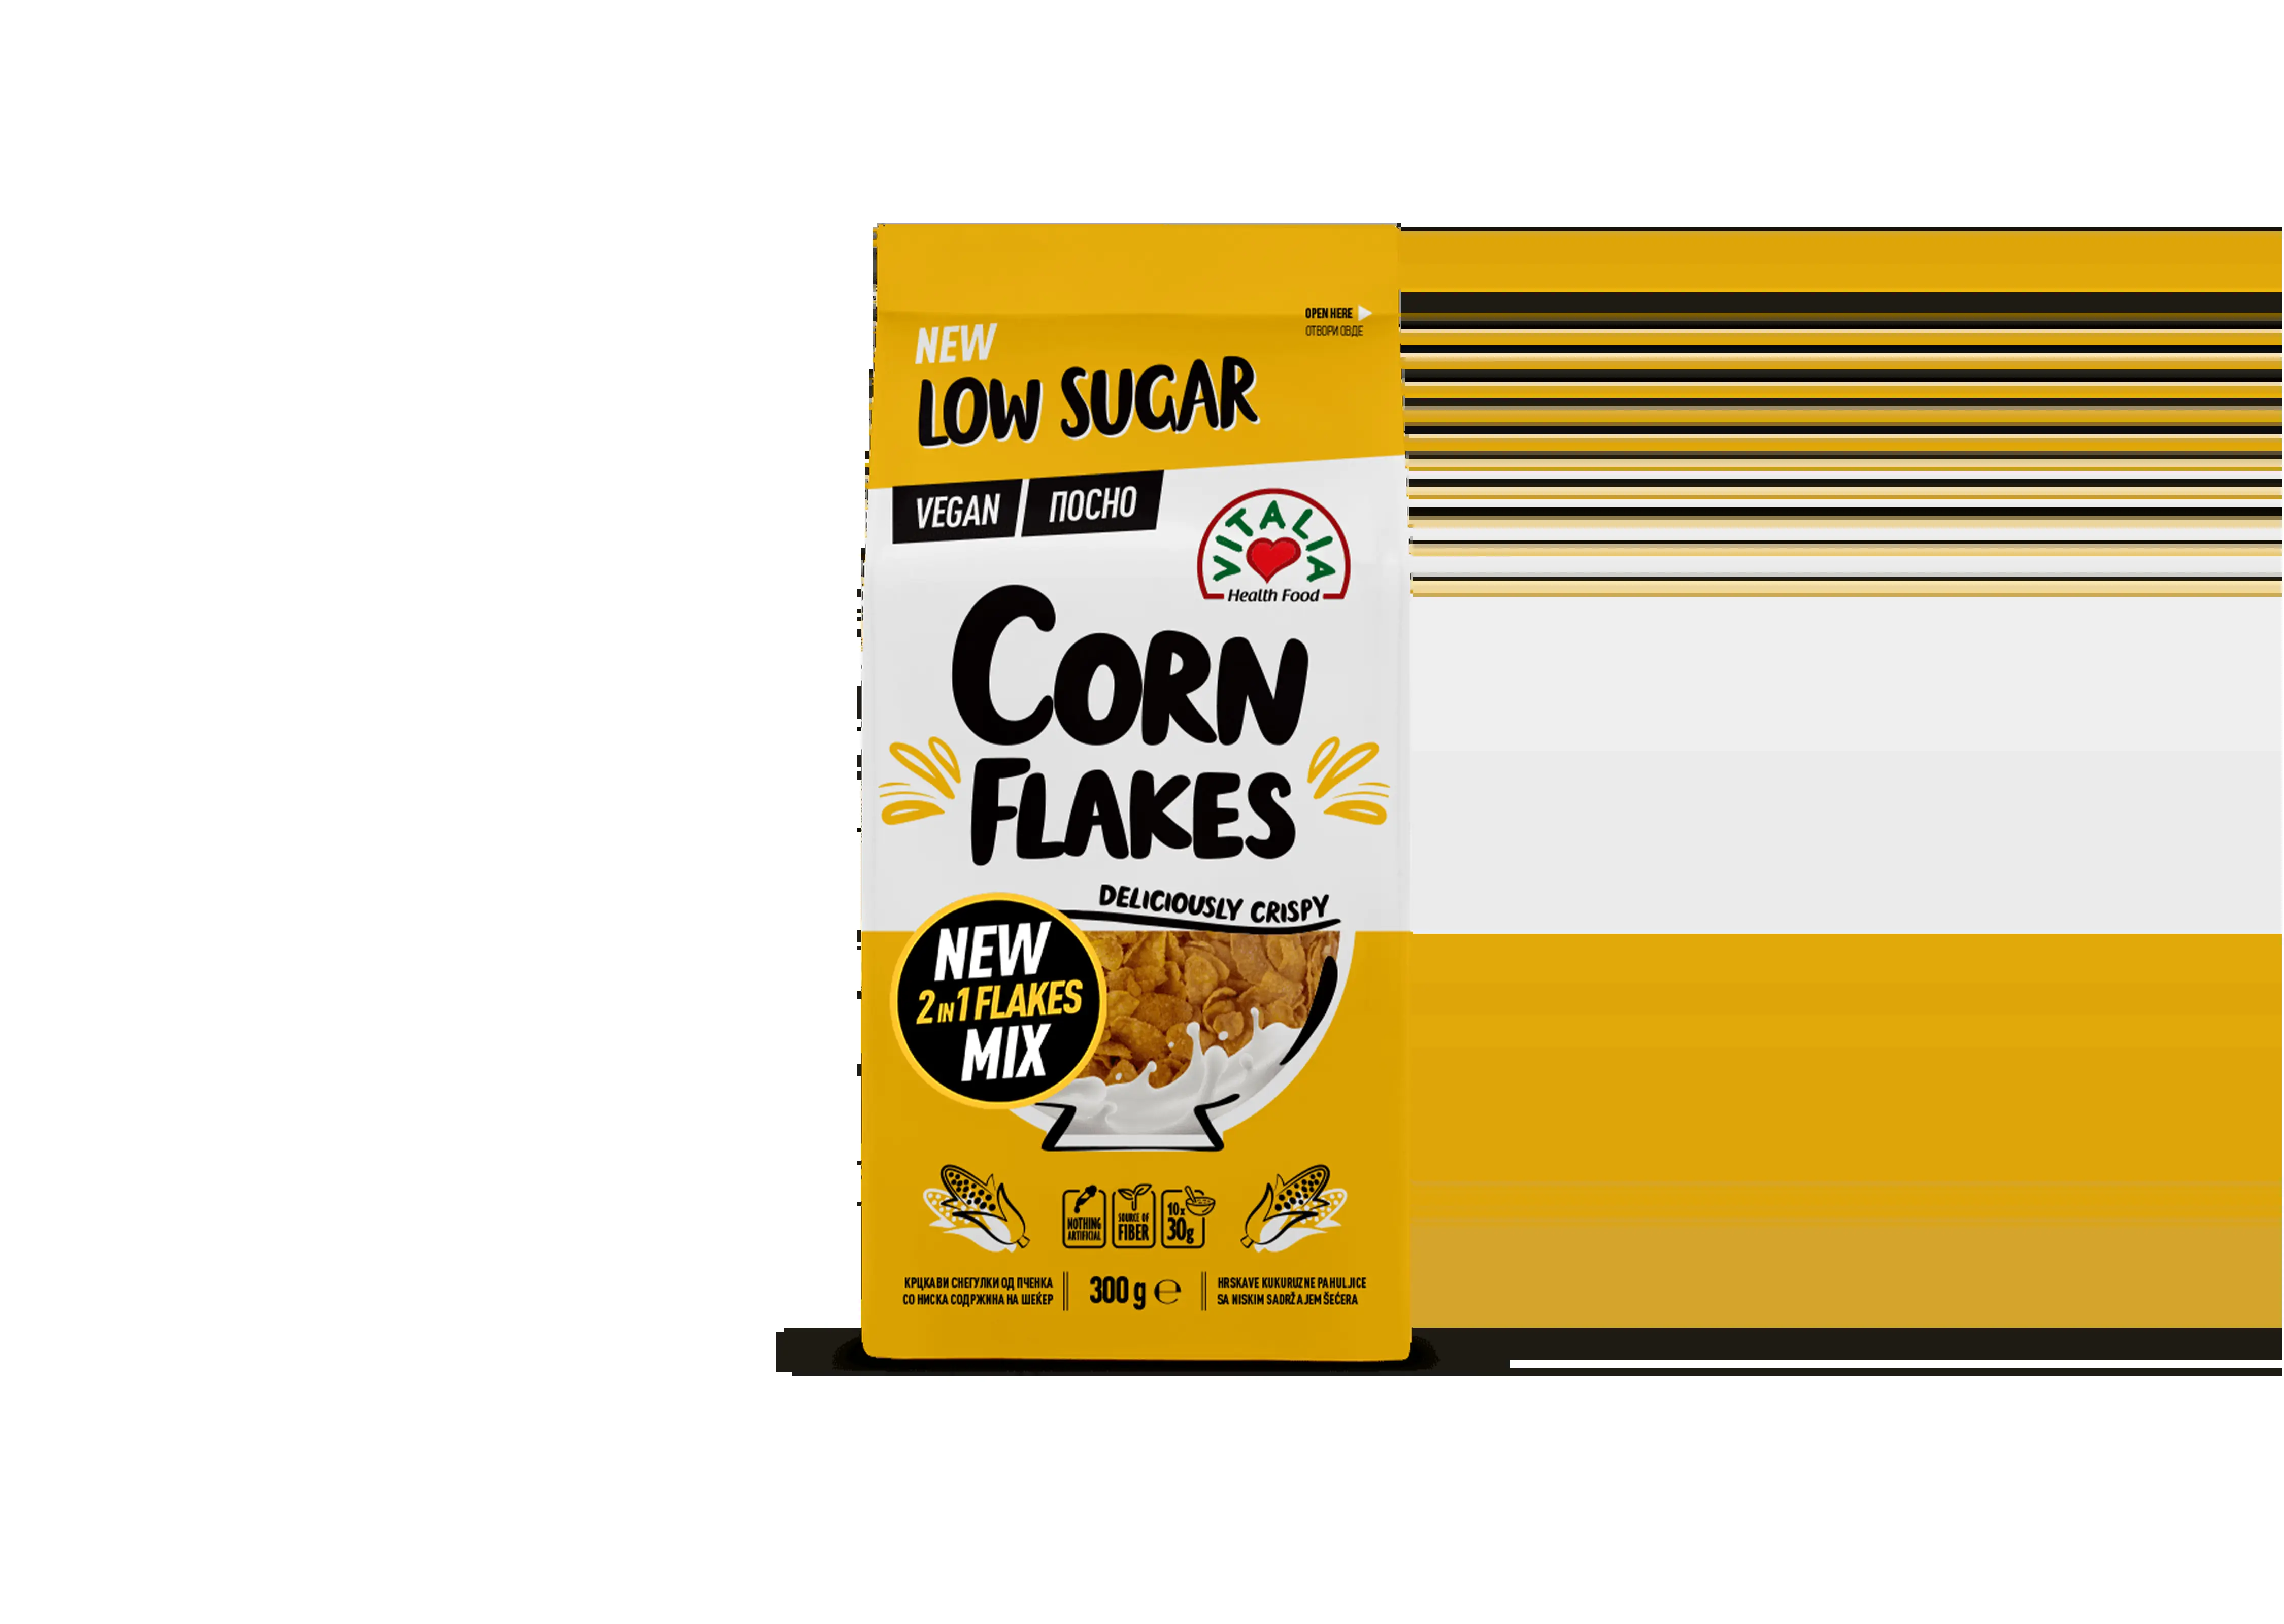 OPEN HERE
ОТВОРИ ОВДЕ
NEW
LOW SUGAR
VEGAN ПОСНО
VITALIA
Health Food
CORN
FLAKES
DELICIOUSLY CRISPY
NEW
2 IN 1 FLAKES
MIX
NOTHING
ARTIFICIAL
SOURCE OF
FIBER
10x
30g
КРЦКАВИ СНЕГУЛКИ ОД ПЧЕНКА
СО НИСКА СОДРЖИНА НА ШЕЌЕР
300 g ℮
HRSKAVE KUKURUZNE PAHULJICE
SA NISKIM SADRŽAJEM ŠEĆERA